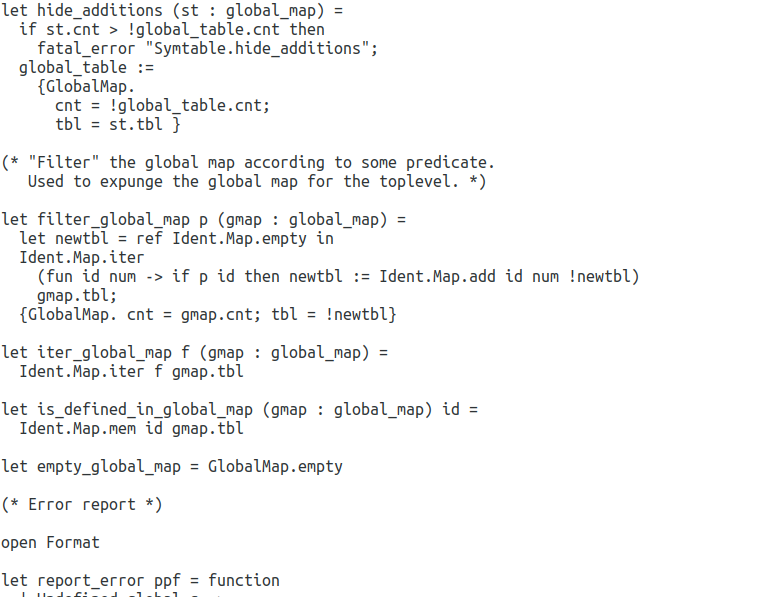 let hide_additions (st : global_map) =
  if st.cnt > !global_table.cnt then
    fatal_error "Symtable.hide_additions";
  global_table :=
    {GlobalMap.
      cnt = !global_table.cnt;
      tbl = st.tbl }

(* "Filter" the global map according to some predicate.
   Used to expunge the global map for the toplevel. *)

let filter_global_map p (gmap : global_map) =
  let newtbl = ref Ident.Map.empty in
  Ident.Map.iter
    (fun id num -> if p id then newtbl := Ident.Map.add id num !newtbl)
    gmap.tbl;
  {GlobalMap. cnt = gmap.cnt; tbl = !newtbl}

let iter_global_map f (gmap : global_map) =
  Ident.Map.iter f gmap.tbl

let is_defined_in_global_map (gmap : global_map) id =
  Ident.Map.mem id gmap.tbl

let empty_global_map = GlobalMap.empty

(* Error report *)

open Format

let report_error ppf = function